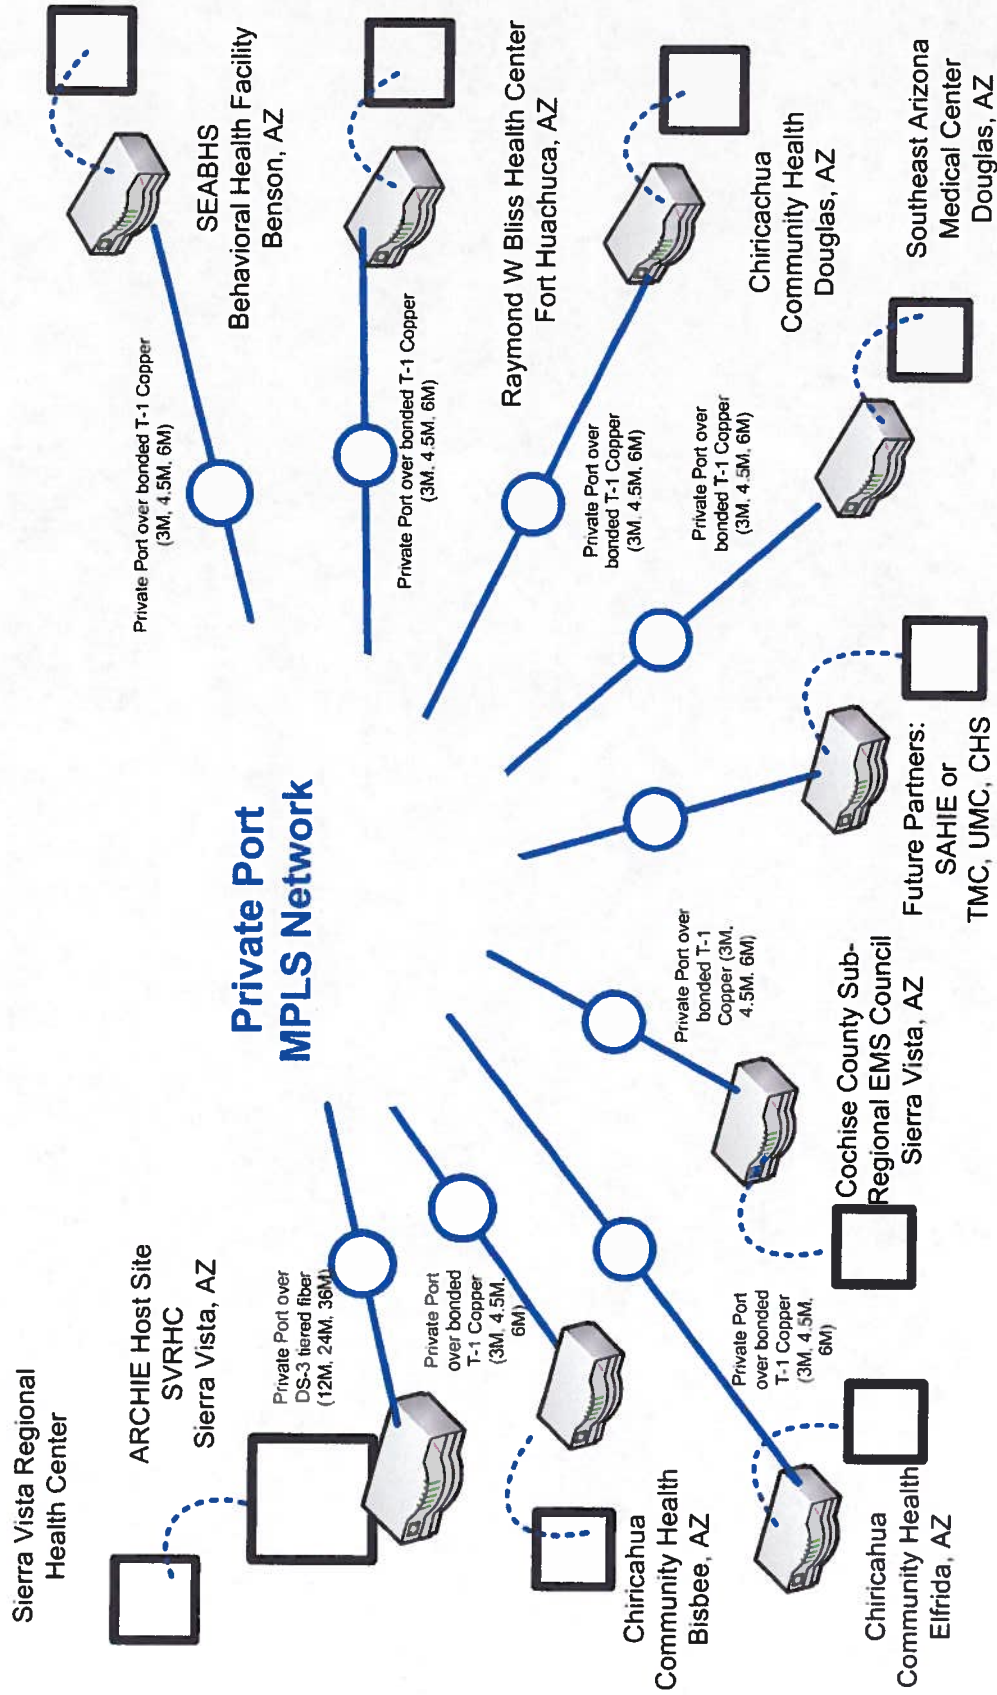 Sierra Vista Regional
Health Center
ARCHIE Host Site
SVRHC
Sierra Vista, AZ
Private Port over
DS-3 tiered fiber
(12M, 24M, 36M)
Private Port
over bonded
T-1 Copper
(3M, 4.5M,
6M)
Chiricahua
Community Health
Bisbee, AZ
Private Port
over bonded
T-1 Copper
(3M, 4.5M,
6M)
Chiricahua
Community Health
Elfrida, AZ
Private Port
MPLS Network
Private Port over
bonded T-1
Copper (3M,
4.5M, 6M)
Cochise County Sub-
Regional EMS Council
Sierra Vista, AZ
Future Partners:
SAHIE or
TMC, UMC, CHS
Private Port over bonded T-1 Copper
(3M, 4.5M, 6M)
SEABHS
Behavioral Health Facility
Benson, AZ
Private Port over bonded T-1 Copper
(3M, 4.5M, 6M)
Raymond W Bliss Health Center
Fort Huachuca, AZ
Private Port over
bonded T-1 Copper
(3M, 4.5M, 6M)
Chiricachua
Community Health
Douglas, AZ
Private Port over
bonded T-1 Copper
(3M, 4.5M, 6M)
Southeast Arizona
Medical Center
Douglas, AZ